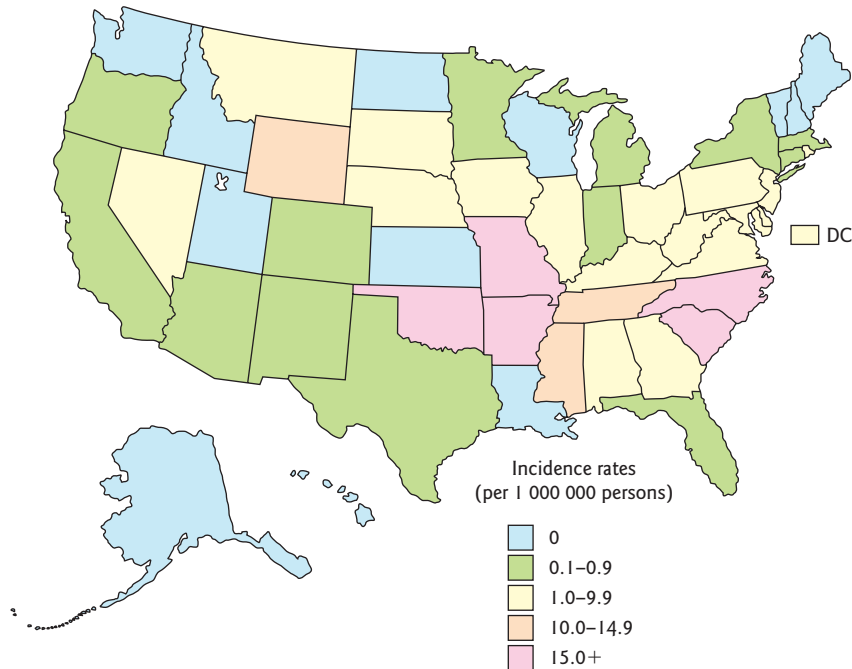 DC
Incidence rates
(per 1 000 000 persons)
0
0.1–0.9
1.0–9.9
10.0–14.9
15.0+